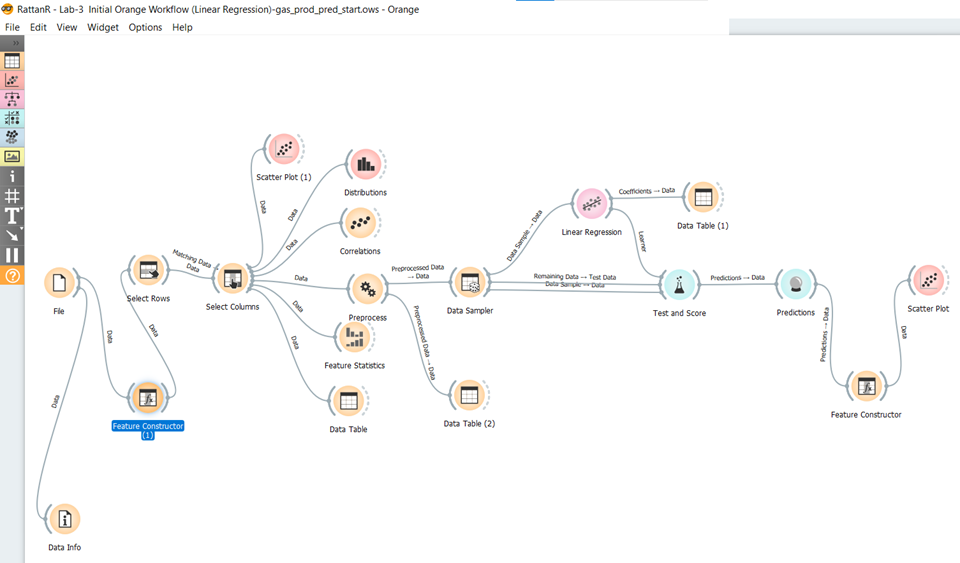 RattanR - Lab-3 Initial Orange Workflow (Linear Regression)-gas_prod_pred_start.ows - Orange
File Edit View Widget Options Help
Scatter Plot (1)
Distributions
Correlations
Data
Data
Data
Matching Data →
Data
Select Rows
Select Columns
File
Data
Data
Data
Feature Constructor
(1)
Data
Data Info
Data
Preprocess
Data
Feature Statistics
Data
Data Table
Preprocessed Data
→ Data
Preprocessed Data → Data
Data Table (2)
Data Sampler
Data Sample → Data
Linear Regression
Coefficients → Data
Data Table (1)
Learner
Remaining Data → Test Data
Data Sample → Data
Test and Score
Predictions → Data
Predictions
Predictions → Data
Feature Constructor
Data
Scatter Plot